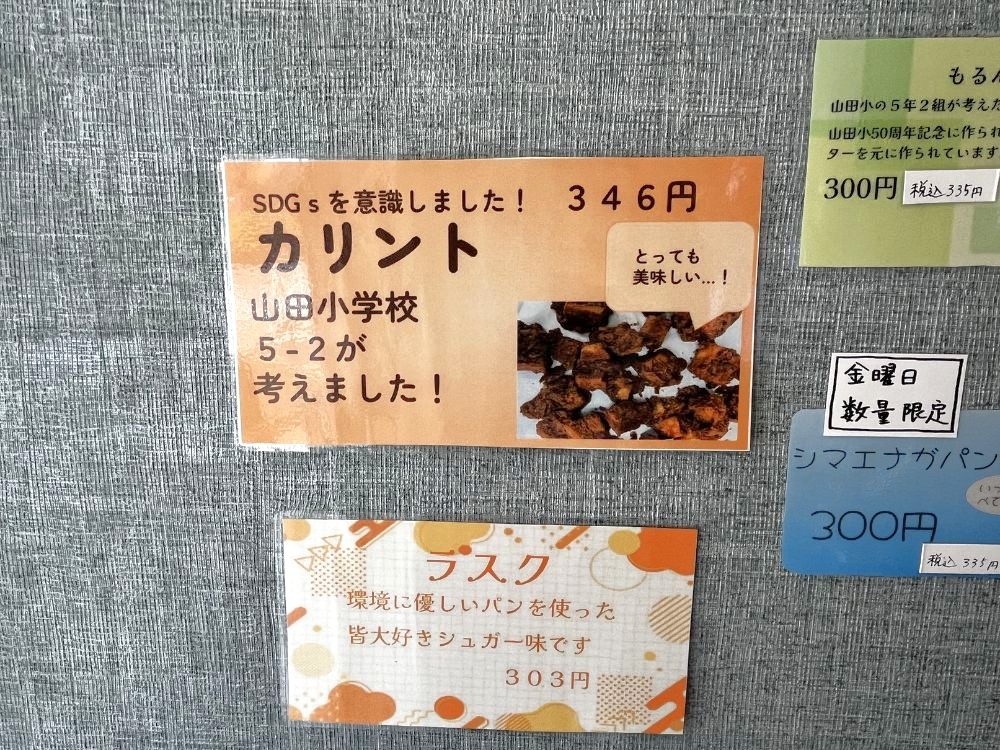 SDGｓを意識しました！ ３４６円
カリント
とっても
美味しい…！
山田小学校
５-２が
考えました！
ラスク
環境に優しいパンを使った
皆大好きシュガー味です
３０３円
もるん
山田小の５年２組が考えた
山田小50周年記念に作られ
ターを元に作られています
300円
税込335円
金曜日
数量限定
シマエナガパン
300円
税込335円